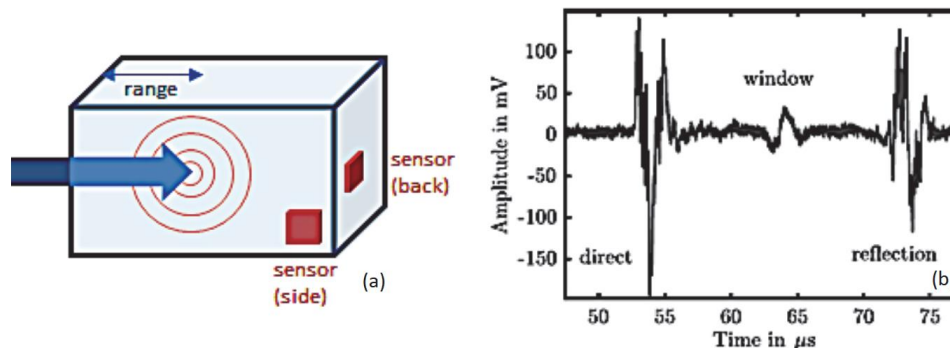 range
sensor
(back)
sensor
(side)
(a)
Amplitude in mV
100
50
0
-50
-100
-150
window
direct
reflection
(b
50
55
60
65
70
75
Time in μs